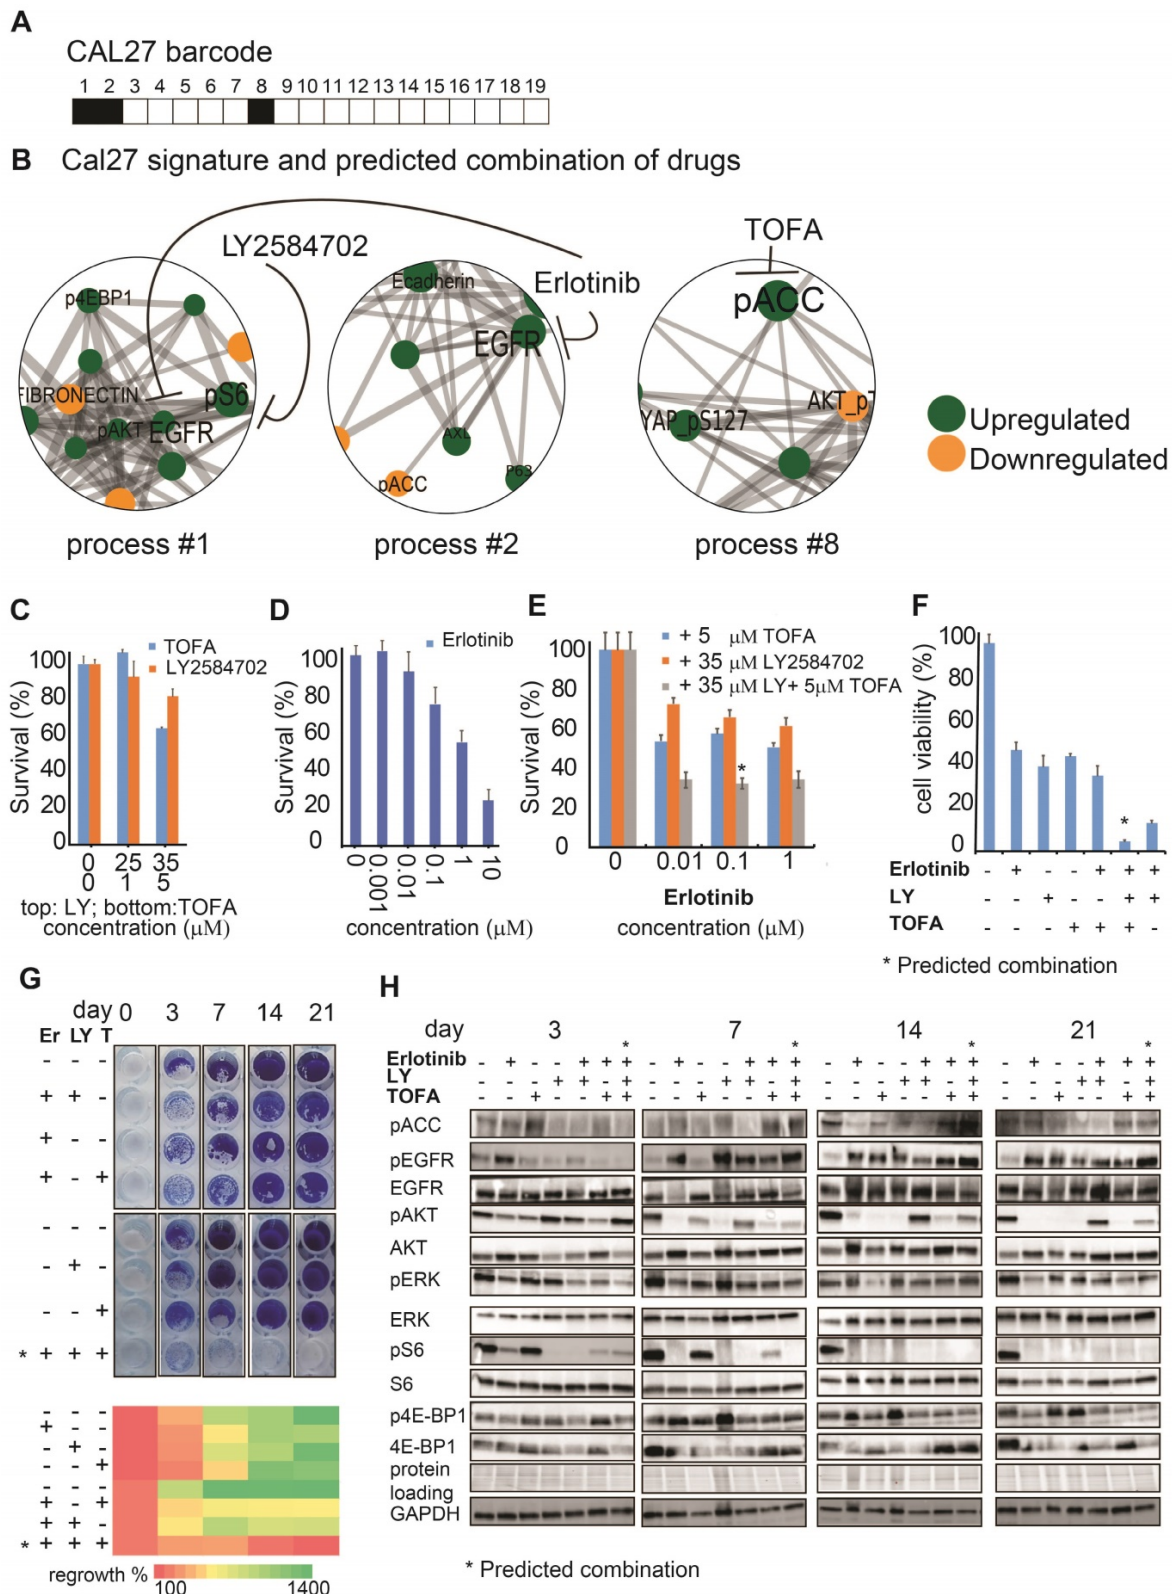 A
CAL27 barcode
1 2 3 4 5 6 7 8 9 10 11 12 13 14 15 16 17 18 19
B Cal27 signature and predicted combination of drugs
LY2584702
TOFA
Erlotinib
p4EBP1
FIBRONECTIN
pS6
pAKT EGFR
Ecadherin
EGFR
AXL
pACC
P63
pACC
YAP_pS127
AKT_pT
Upregulated
Downregulated
process #1
process #2
process #8
C
TOFA
LY2584702
Survival (%)
100
80
60
40
20
0
0 25 35
0 1 5
top: LY; bottom:TOFA
concentration (µM)
D
Erlotinib
Survival (%)
100
80
60
40
20
0
0 0.001 0.01 0.1 1 10
concentration (µM)
E
+ 5 µM TOFA
+ 35 µM LY2584702
+ 35 µM LY+ 5µM TOFA
Survival (%)
100
80
60
40
20
0
*
0 0.01 0.1 1
Erlotinib
concentration (µM)
F
cell viability (%)
100
80
60
40
20
0
*
Erlotinib - + - - + + +
LY - - + - - + +
TOFA - - - + + + -
* Predicted combination
G
day 0 3 7 14 21
Er LY T
- - -
+ + -
+ - -
+ - +
- - -
- + -
- - +
* + + +
- - -
+ - -
- + -
- - +
- - -
+ - +
+ + -
* + + +
regrowth %
100 1400
H
day 3 7 14 21
* * * *
Erlotinib - + - - + + + - + - - + + + - + - - + + + - + - - + + +
LY - - - + + - + - - - + + - + - - - + + - + - - - + + - +
TOFA - - + - - + + - - + - - + + - - + - - + + - - + - - + +
pACC
pEGFR
EGFR
pAKT
AKT
pERK
ERK
pS6
S6
p4E-BP1
4E-BP1
protein
loading
GAPDH
* Predicted combination